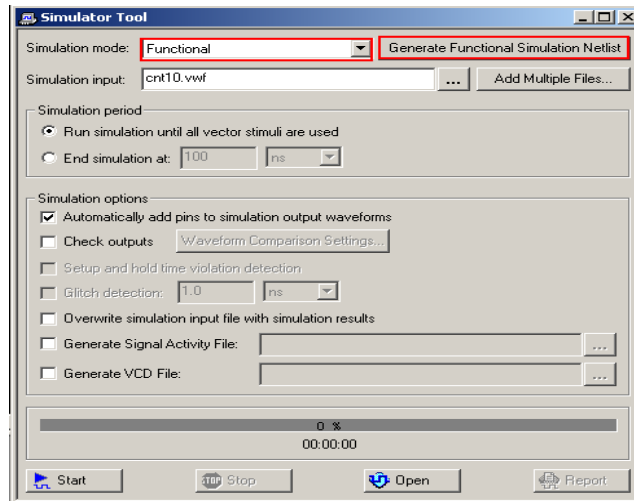 Simulator Tool
Simulation mode: Functional Generate Functional Simulation Netlist
Simulation input: cnt10.vwf ... Add Multiple Files...
Simulation period
Run simulation until all vector stimuli are used
End simulation at: 100 ns
Simulation options
Automatically add pins to simulation output waveforms
Check outputs Waveform Comparison Settings...
Setup and hold time violation detection
Glitch detection: 1.0 ns
Overwrite simulation input file with simulation results
Generate Signal Activity File: ...
Generate VCD File: ...
0 %
00:00:00
Start STOP Stop Open Report